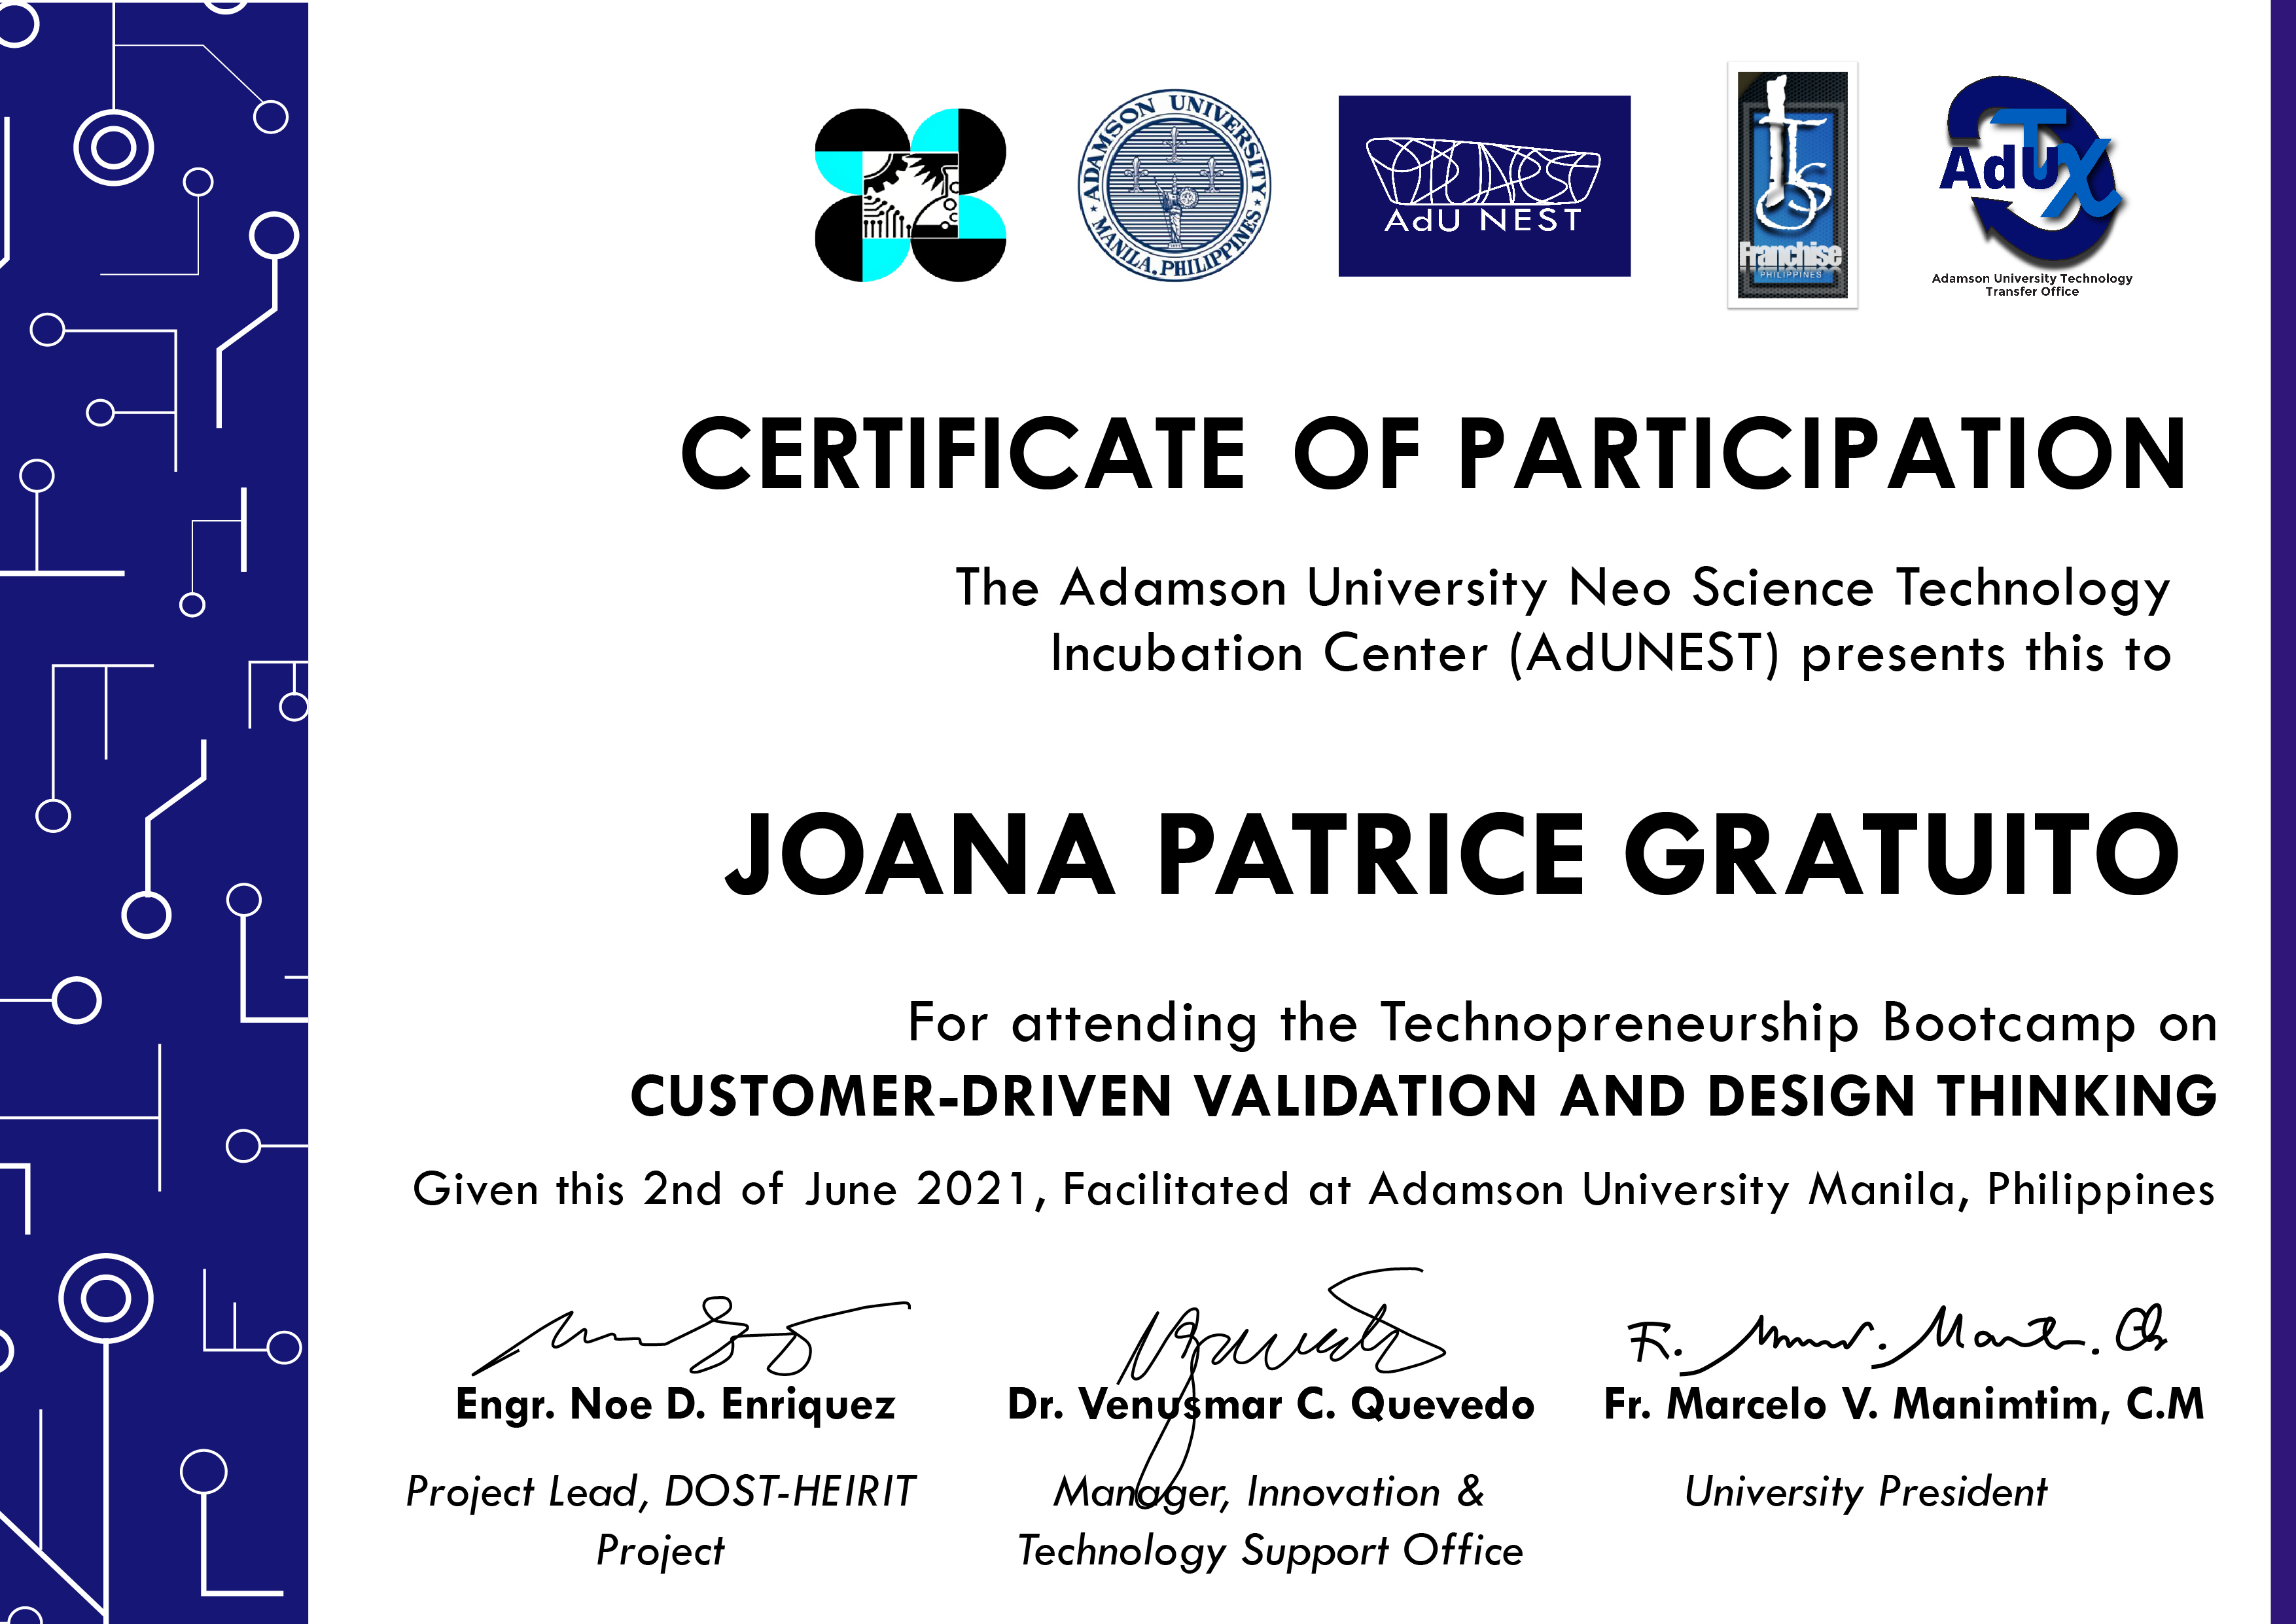 ★ ADAMSON UNIVERSITY ★ MANILA, PHILIPPINES
AdU NEST
Franchise
PHILIPPINES
AdU TX
Adamson University Technology
Transfer Office
CERTIFICATE OF PARTICIPATION
The Adamson University Neo Science Technology
Incubation Center (AdUNEST) presents this to
JOANA PATRICE GRATUITO
For attending the Technopreneurship Bootcamp on
CUSTOMER-DRIVEN VALIDATION AND DESIGN THINKING
Given this 2nd of June 2021, Facilitated at Adamson University Manila, Philippines
Engr. Noe D. Enriquez
Dr. Venusmar C. Quevedo
Fr. Marcelo V. Manimtim, C.M
Project Lead, DOST-HEIRIT
Project
Manager, Innovation &
Technology Support Office
University President